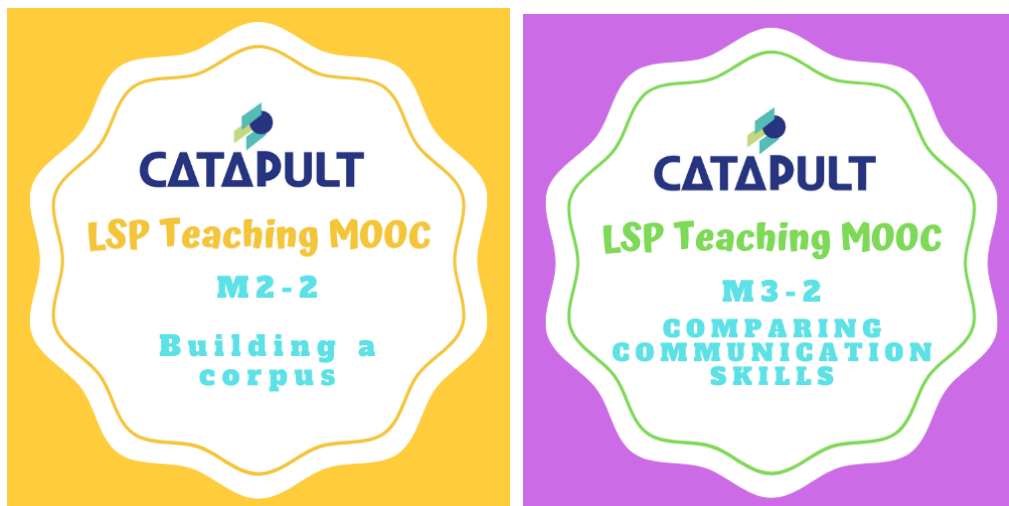 CATAPULT
LSP Teaching MOOC
M2-2
Building a
corpus
CATAPULT
LSP Teaching MOOC
M3-2
COMPARING
COMMUNICATION
SKILLS